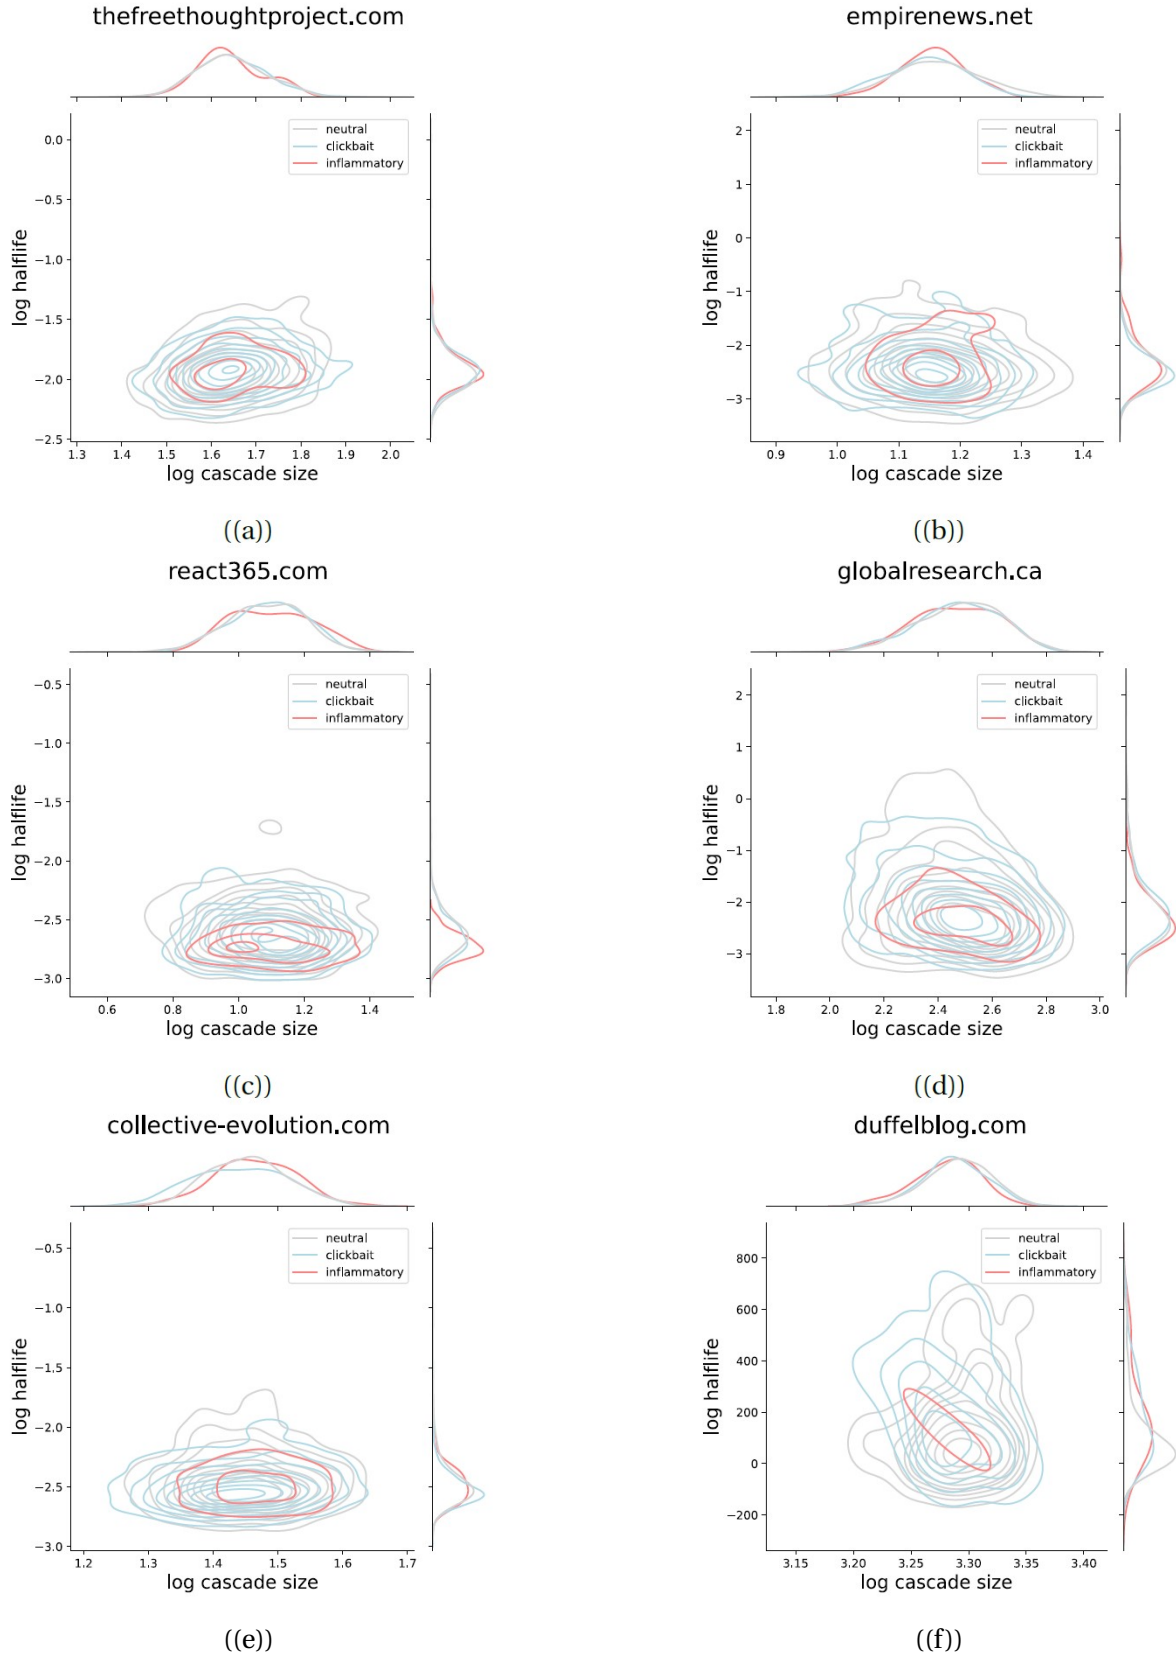 thefreethoughtproject.com
neutral
clickbait
inflammatory
0.0
−0.5
−1.0
−1.5
−2.0
−2.5
log halflife
1.3 1.4 1.5 1.6 1.7 1.8 1.9 2.0
log cascade size
((a))
empirenews.net
neutral
clickbait
inflammatory
2
1
0
−1
−2
−3
log halflife
0.9 1.0 1.1 1.2 1.3 1.4
log cascade size
((b))
react365.com
neutral
clickbait
inflammatory
−0.5
−1.0
−1.5
−2.0
−2.5
−3.0
log halflife
0.6 0.8 1.0 1.2 1.4
log cascade size
((c))
globalresearch.ca
neutral
clickbait
inflammatory
2
1
0
−1
−2
−3
log halflife
1.8 2.0 2.2 2.4 2.6 2.8 3.0
log cascade size
((d))
collective-evolution.com
neutral
clickbait
inflammatory
−0.5
−1.0
−1.5
−2.0
−2.5
−3.0
log halflife
1.2 1.3 1.4 1.5 1.6 1.7
log cascade size
((e))
duffelblog.com
neutral
clickbait
inflammatory
800
600
400
200
0
−200
log halflife
3.15 3.20 3.25 3.30 3.35 3.40
log cascade size
((f))